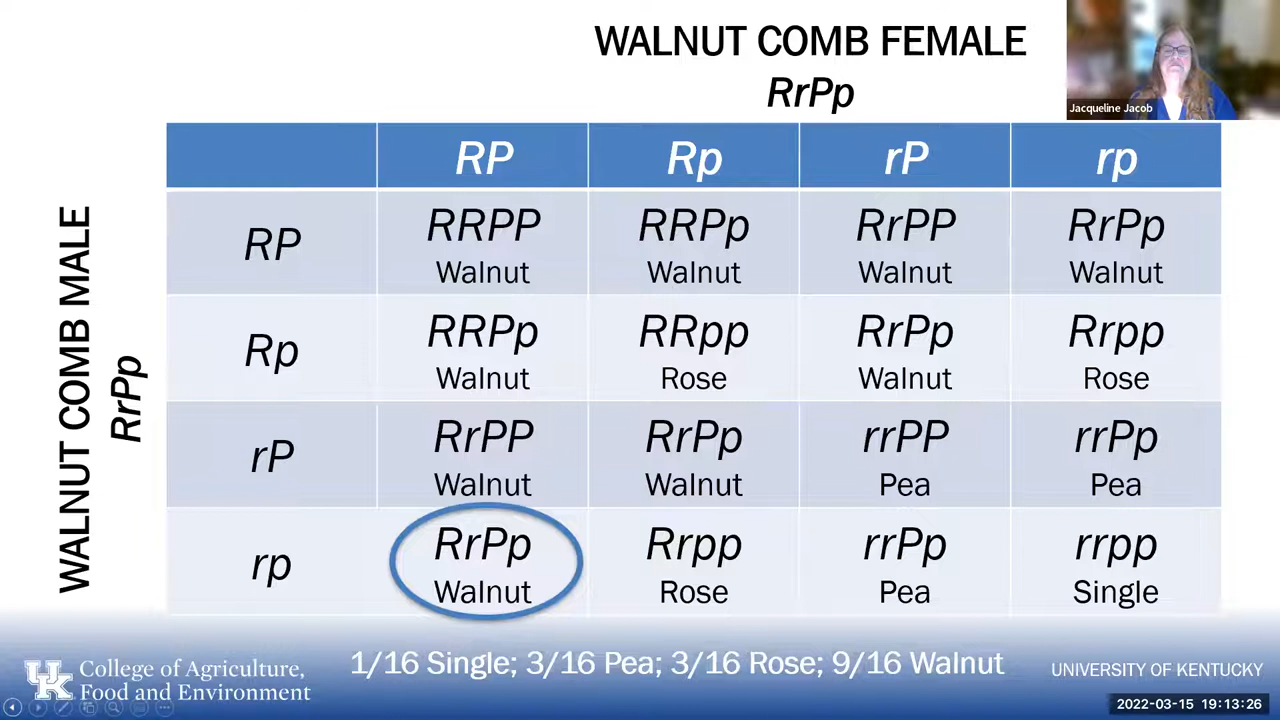 WALNUT COMB FEMALE
RrPp
Jacqueline Jacob
WALNUT COMB MALE
RrPp
RP Rp rP rp
RP RRPP RRPp RrPP RrPp
Walnut Walnut Walnut Walnut
Rp RRPp RRpp RrPp Rrpp
Walnut Rose Walnut Rose
rP RrPP RrPp rrPP rrPp
Walnut Walnut Pea Pea
rp RrPp Rrpp rrPp rrpp
Walnut Rose Pea Single
1/16 Single; 3/16 Pea; 3/16 Rose; 9/16 Walnut
UK College of Agriculture,
Food and Environment
UNIVERSITY OF KENTUCKY
2022-03-15 19:13:26